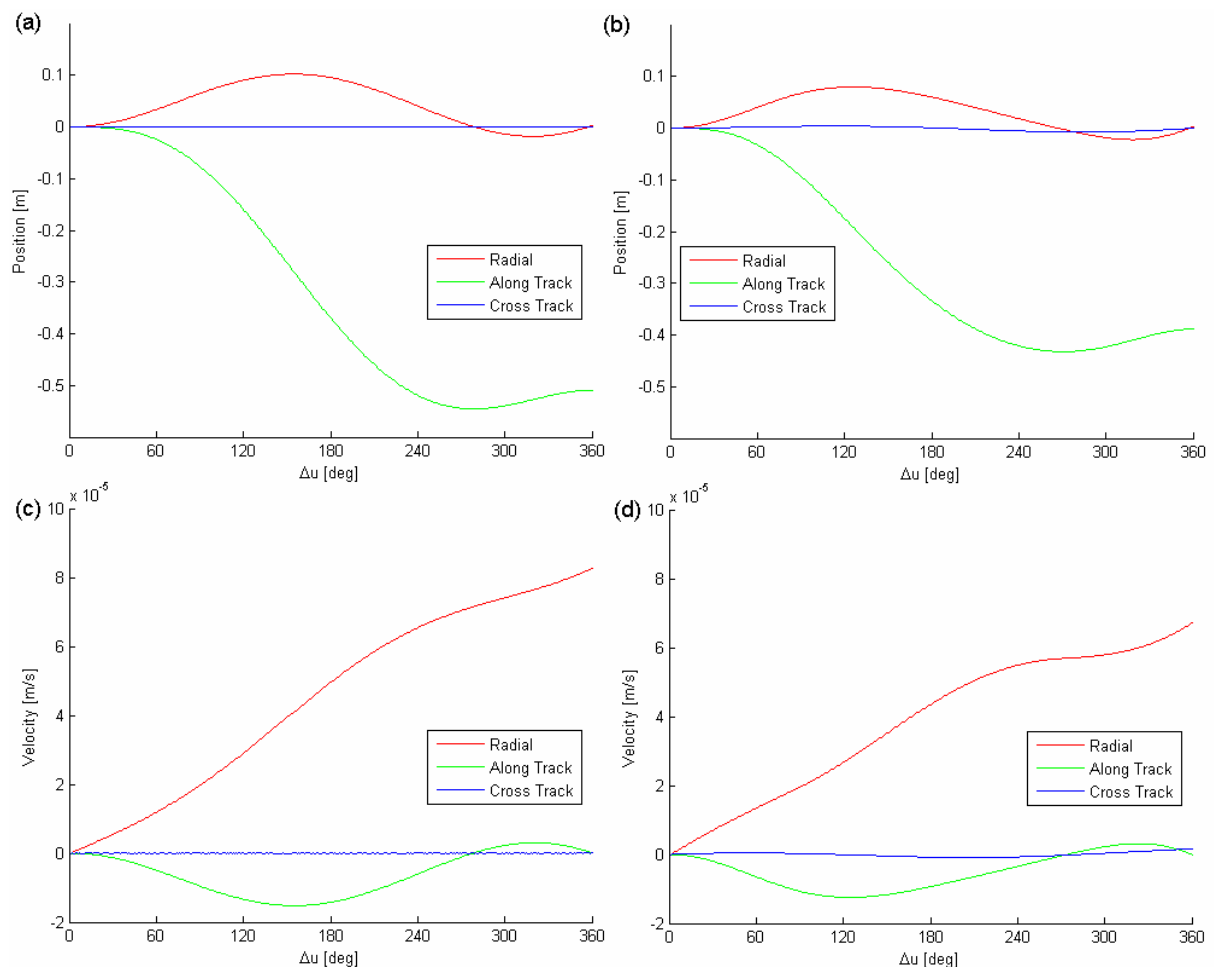 (a)
0.1
0
-0.1
-0.2
-0.3
-0.4
-0.5
Position [m]
Radial
Along Track
Cross Track
0 60 120 180 240 300 360
Δu [deg]
(b)
0.1
0
-0.1
-0.2
-0.3
-0.4
-0.5
Position [m]
Radial
Along Track
Cross Track
0 60 120 180 240 300 360
Δu [deg]
(c)
x 10⁻⁵
10
8
6
4
2
0
-2
Velocity [m/s]
Radial
Along Track
Cross Track
0 60 120 180 240 300 360
Δu [deg]
(d)
x 10⁻⁵
10
8
6
4
2
0
-2
Velocity [m/s]
Radial
Along Track
Cross Track
0 60 120 180 240 300 360
Δu [deg]